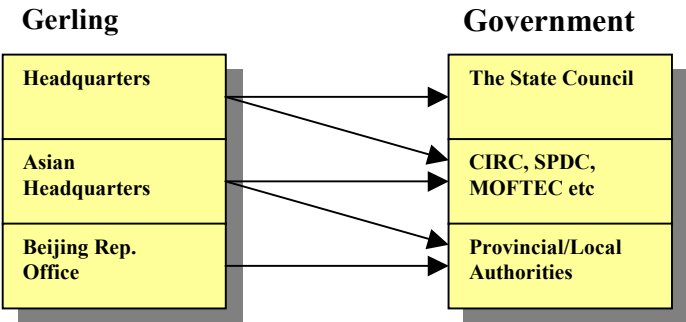 Gerling
Government
Headquarters
The State Council
Asian
Headquarters
CIRC, SPDC,
MOFTEC etc
Beijing Rep.
Office
Provincial/Local
Authorities